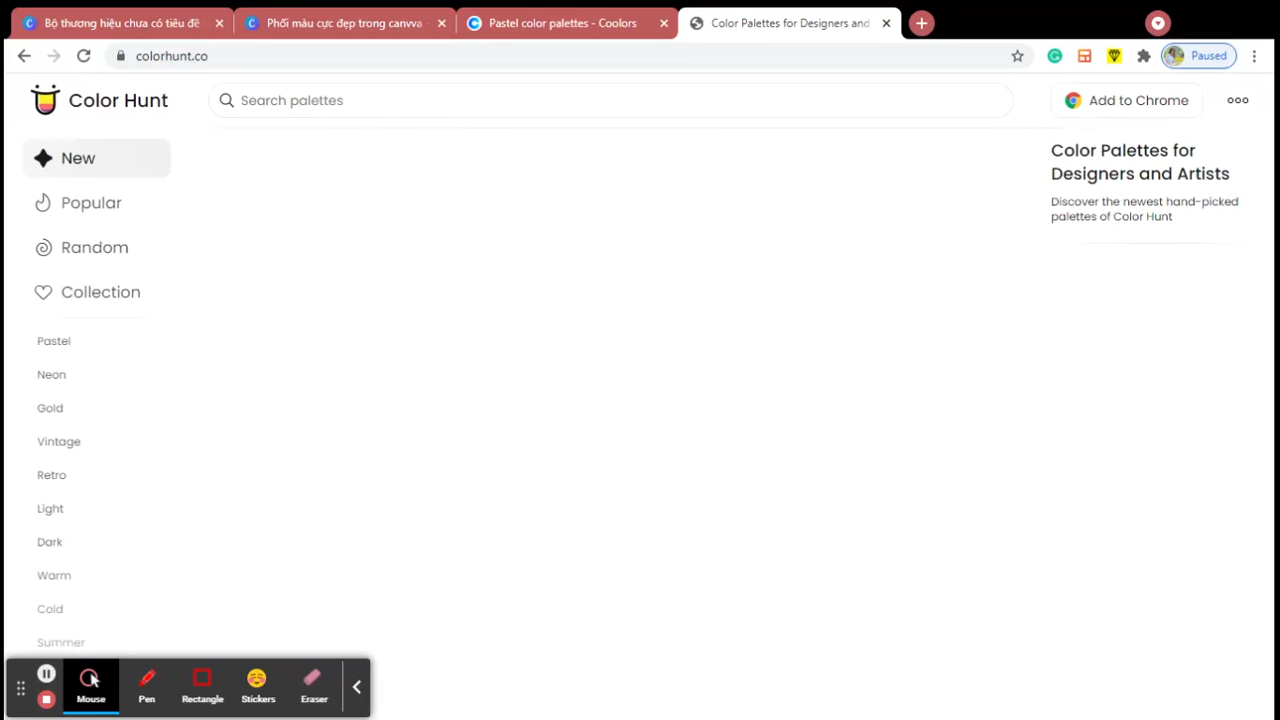 Bộ thương hiệu chưa có tiêu đề
Phối màu cực đẹp trong canvva
Pastel color palettes - Coolors
Color Palettes for Designers and
colorhunt.co
Paused
Color Hunt
Search palettes
Add to Chrome
New
Popular
Random
Collection
Pastel
Neon
Gold
Vintage
Retro
Light
Dark
Warm
Cold
Summer
Color Palettes for
Designers and Artists
Discover the newest hand-picked
palettes of Color Hunt
Mouse
Pen
Rectangle
Stickers
Eraser